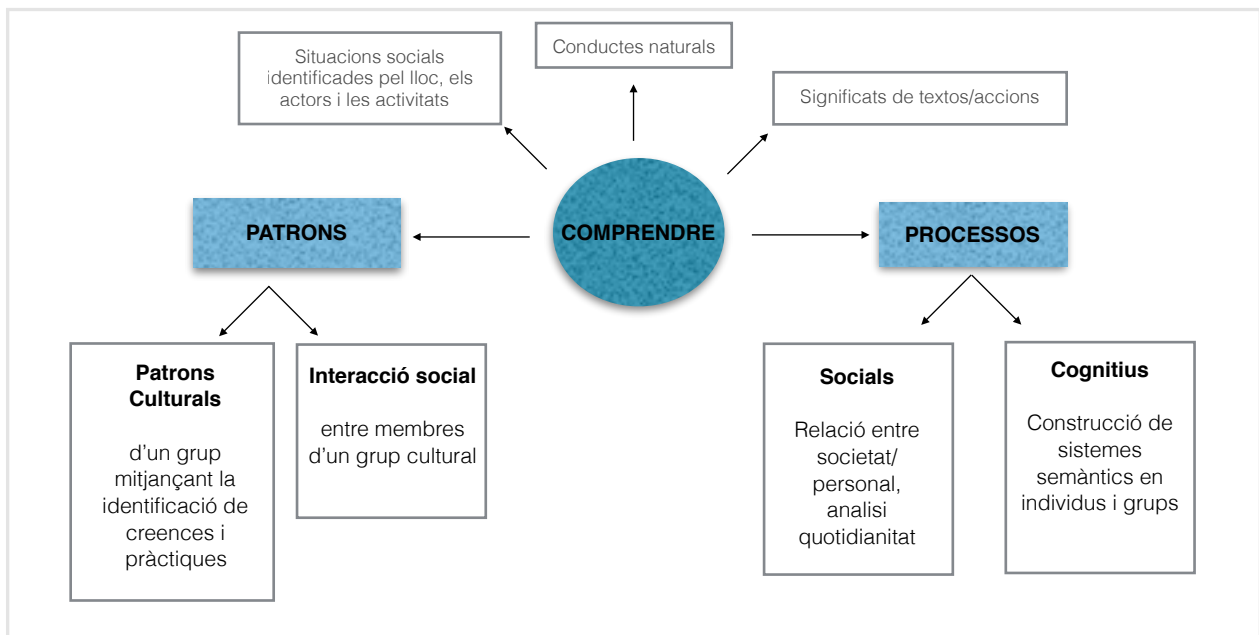 Situacions socials
identificades pel lloc, els
actors i les activitats
Conductes naturals
Significats de textos/accions
PATRONS
COMPRENDRE
PROCESSOS
Patrons
Culturals
d'un grup
mitjançant la
identificació de
creences i
pràctiques
Interacció social
entre membres
d'un grup cultural
Socials
Relació entre
societat/
personal,
analisi
quotidianitat
Cognitius
Construcció de
sistemes
semàntics en
individus i grups